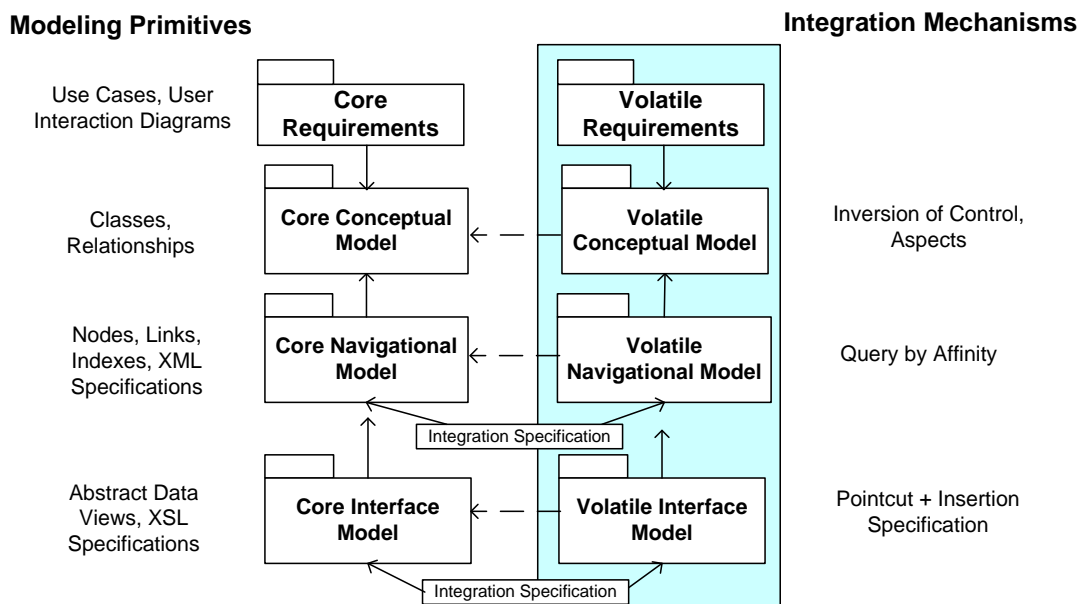 Modeling Primitives
Integration Mechanisms
Use Cases, User
Interaction Diagrams
Core
Requirements
Volatile
Requirements
Classes,
Relationships
Core Conceptual
Model
Volatile
Conceptual Model
Inversion of Control,
Aspects
Nodes, Links,
Indexes, XML
Specifications
Core Navigational
Model
Volatile
Navigational Model
Query by Affinity
Integration Specification
Abstract Data
Views, XSL
Specifications
Core Interface
Model
Volatile Interface
Model
Pointcut + Insertion
Specification
Integration Specification